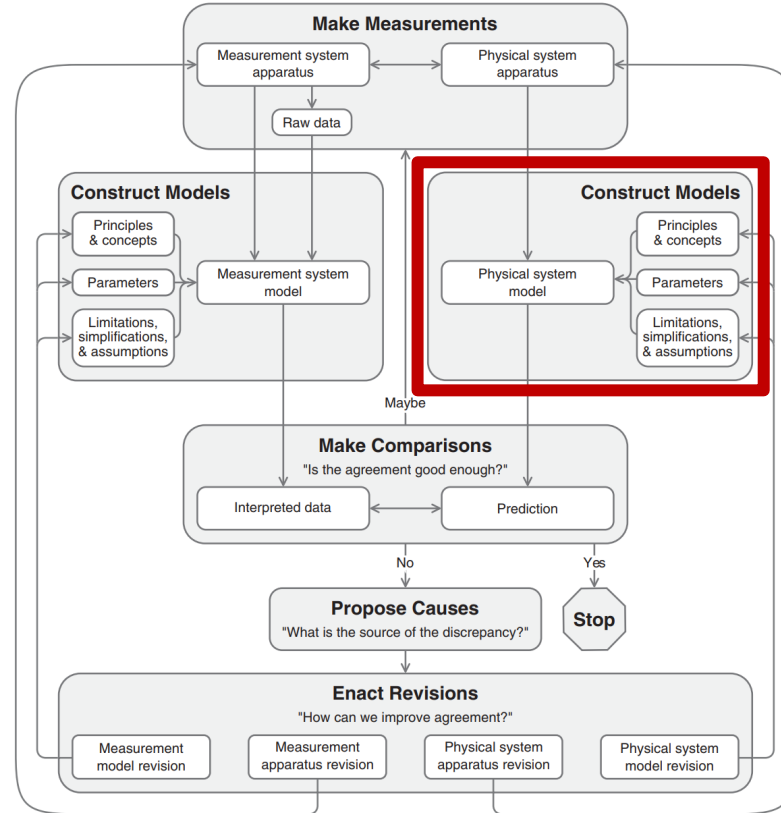 Make Measurements
Measurement system
apparatus
Physical system
apparatus
Raw data
Construct Models
Principles
& concepts
Parameters
Limitations,
simplifications,
& assumptions
Measurement system
model
Construct Models
Physical system
model
Principles
& concepts
Parameters
Limitations,
simplifications,
& assumptions
Maybe
Make Comparisons
"Is the agreement good enough?"
Interpreted data
Prediction
No
Yes
Propose Causes
"What is the source of the discrepancy?"
Stop
Enact Revisions
"How can we improve agreement?"
Measurement
model revision
Measurement
apparatus revision
Physical system
apparatus revision
Physical system
model revision